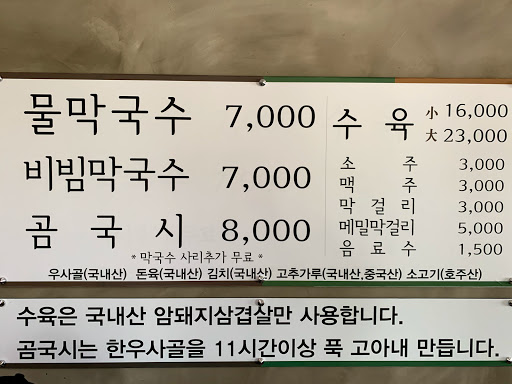 물막국수 7,000
비빔막국수 7,000
곰국시 8,000
* 막국수 사리추가 무료 *
수육 小 16,000
大 23,000
소주 3,000
맥주 3,000
막걸리 3,000
메밀막걸리 5,000
음료수 1,500
우사골(국내산) 돈육(국내산) 김치(국내산) 고추가루(국내산,중국산) 소고기(호주산)
수육은 국내산 암돼지삼겹살만 사용합니다.
곰국시는 한우사골을 11시간이상 푹 고아내 만듭니다.